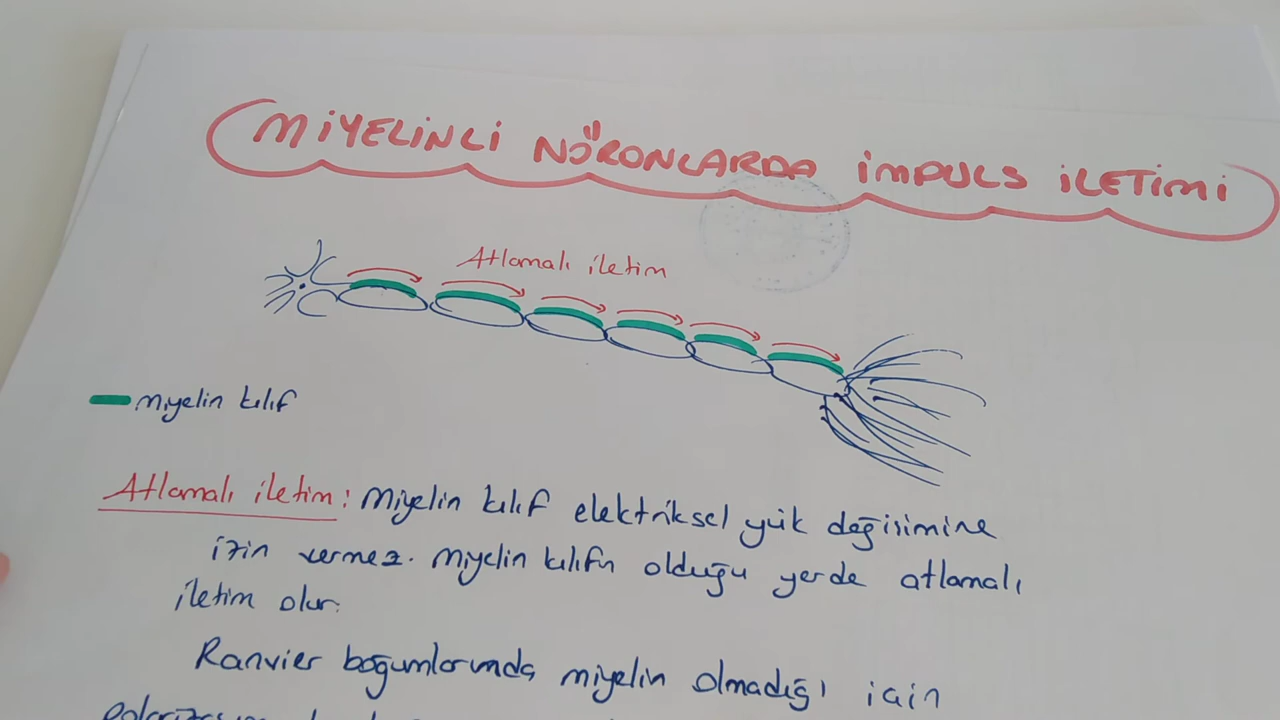 MİYELİNLİ NÖRONLARDA İMPULS İLETİMİ
Atlamalı iletim
miyelin kılıf
Atlamalı iletim: Miyelin kılıf elektriksel yük değişimine
izin vermez. Miyelin kılıfın olduğu yerde atlamalı
iletim olur.
Ranvier boğumlarında miyelin olmadığı için